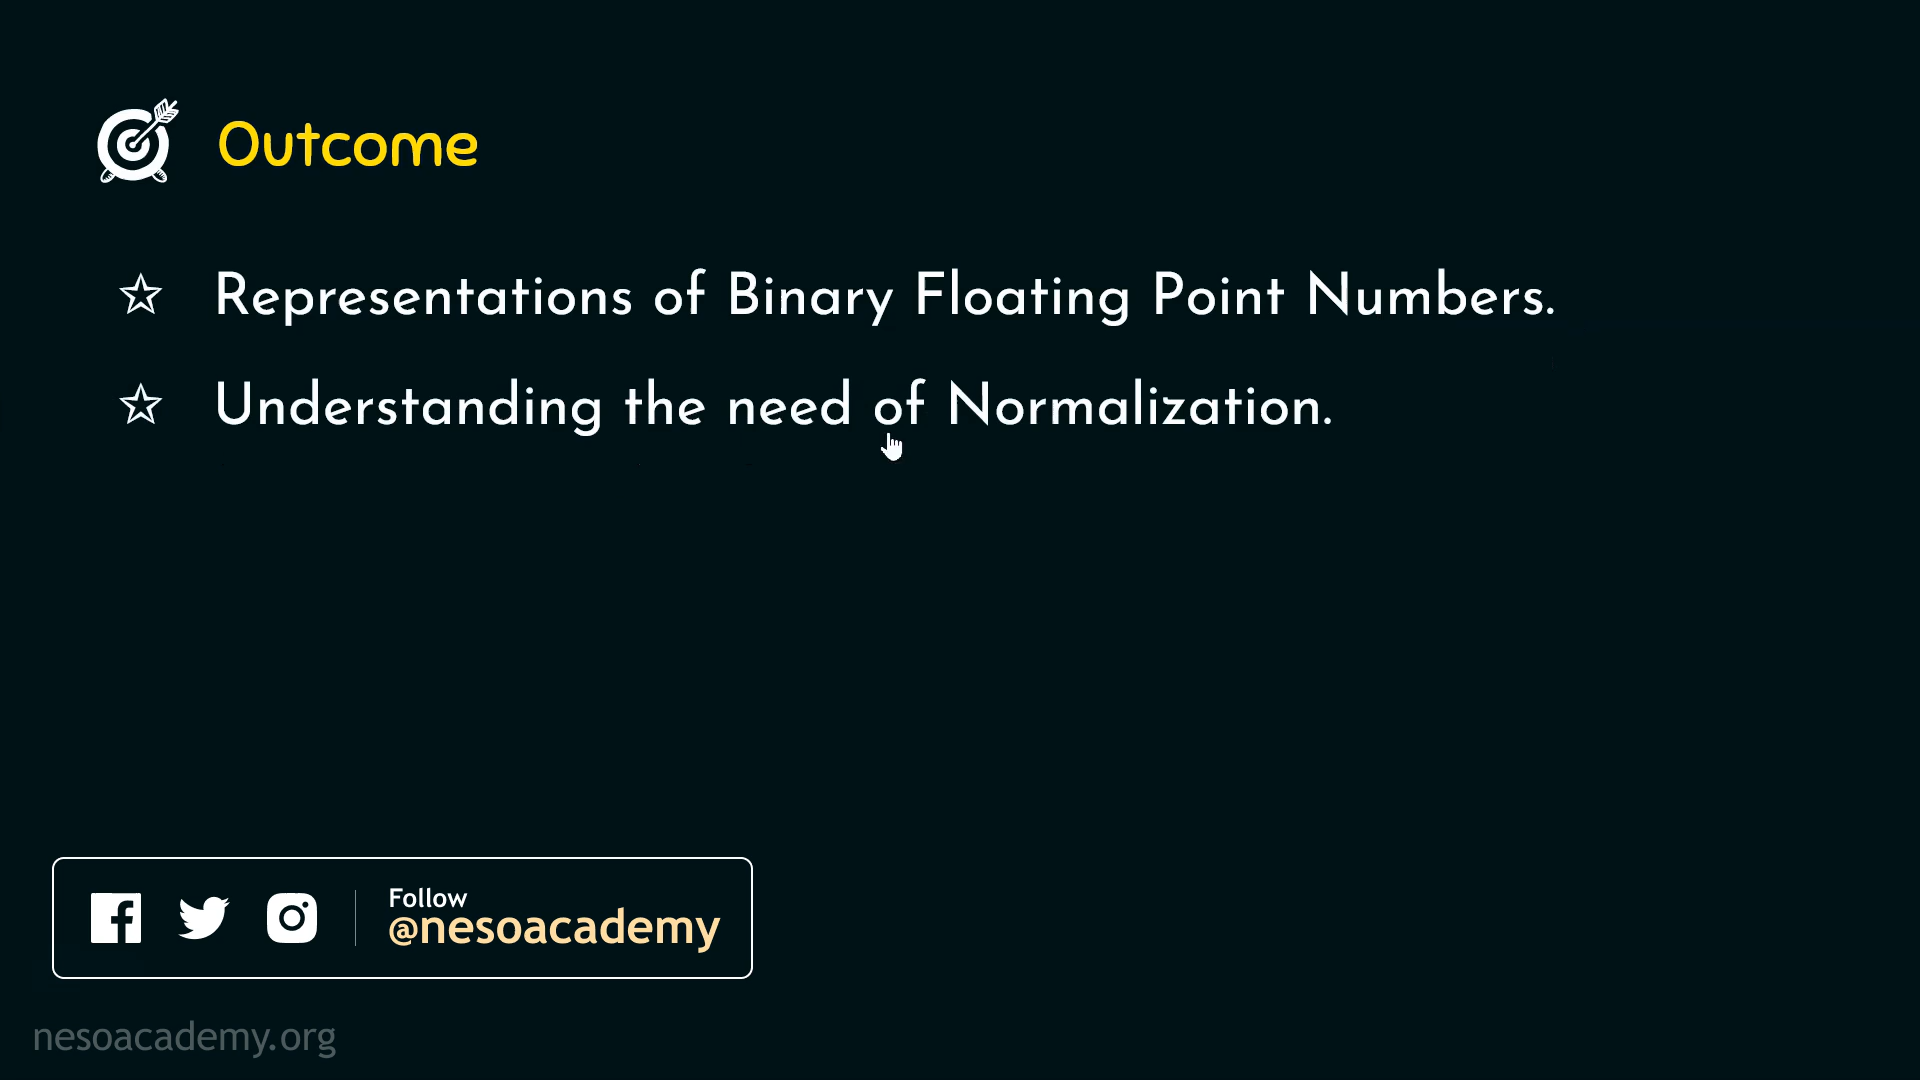 Outcome
☆ Representations of Binary Floating Point Numbers.
☆ Understanding the need of Normalization.
Follow
@nesoacademy
nesoacademy.org